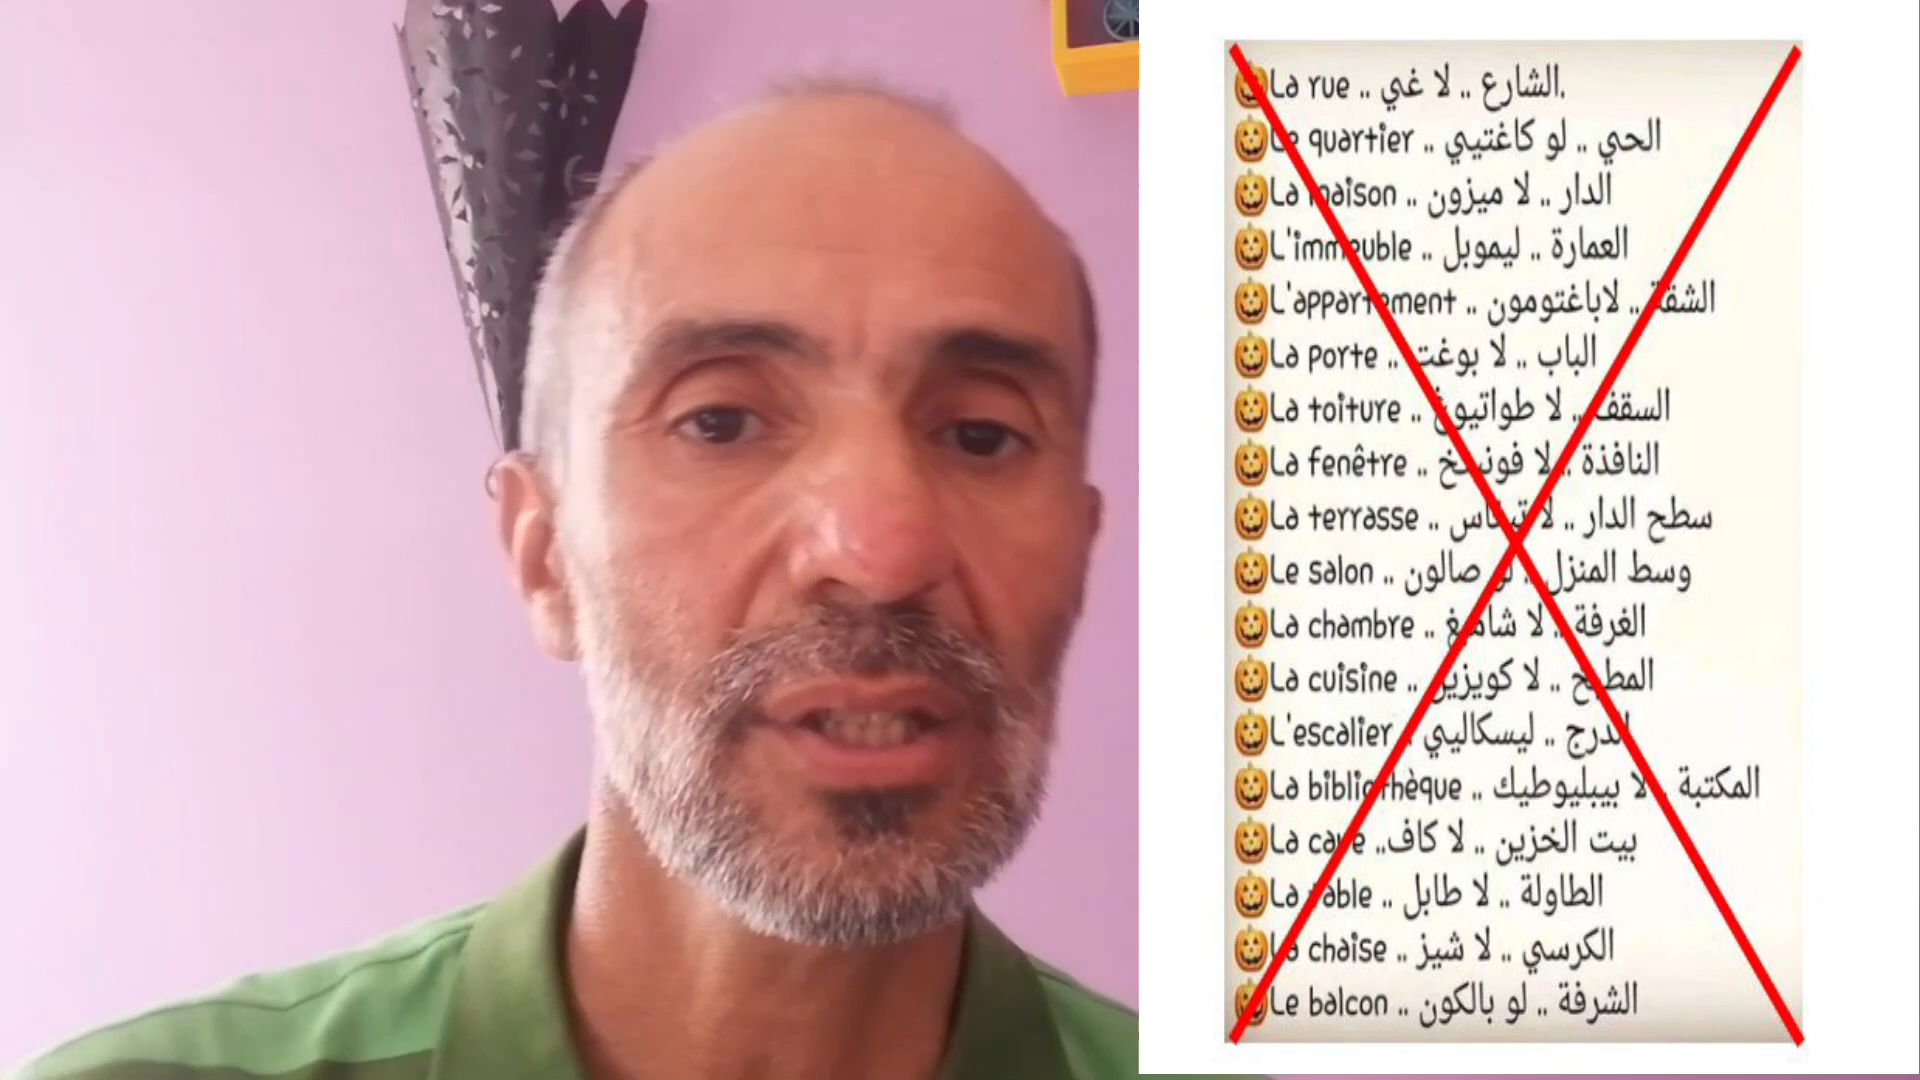 La rue .. الشارع .. لا غي.
Le quartier .. الحي .. لو كاغتيي
La maison .. الدار .. لا ميزون
L'immeuble .. العمارة .. ليموبل
L'appartement .. الشقة .. لاباغتومون
La porte .. الباب .. لا بوغت
La toiture .. السقف .. لا طواتيوغ
La fenêtre .. النافذة .. لا
La terrasse .. سطح الدار .. لا
Le salon .. وسط المنزل .. لو صالون
La chambre .. الغرفة .. لا شامبغ
La cuisine .. المطبخ .. لا كويزين
L'escalier .. الدرج .. ليسكاليي
La bibliothèque .. المكتبة .. لا بيبليوطيك
La cave .. بيت الخزين .. لا كاف
La table .. الطاولة .. لا طابل
La chaise .. الكرسي .. لا شيز
Le balcon .. الشرفة .. لو بالكون